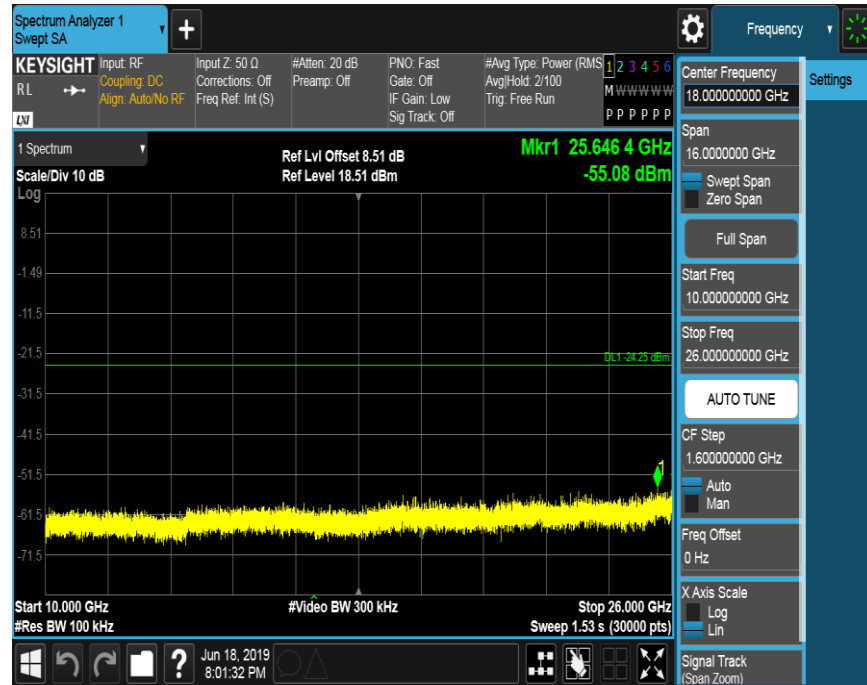 Spectrum Analyzer 1
Swept SA
+
Frequency
KEYSIGHT
RL
LXI
Input: RF
Coupling: DC
Align: Auto/No RF
Input Z: 50 Ω
Corrections: Off
Freq Ref: Int (S)
#Atten: 20 dB
Preamp: Off
PNO: Fast
Gate: Off
IF Gain: Low
Sig Track: Off
#Avg Type: Power (RMS
Avg|Hold: 2/100
Trig: Free Run
1 2 3 4 5 6
M W W W W W
P P P P P P
1 Spectrum
Scale/Div 10 dB
Ref Lvl Offset 8.51 dB
Ref Level 18.51 dBm
Mkr1 25.646 4 GHz
-55.08 dBm
Log
8.51
-1.49
-11.5
-21.5
DL1 -24.25 dBm
-31.5
-41.5
-51.5
1
-61.5
-71.5
Start 10.000 GHz
#Res BW 100 kHz
#Video BW 300 kHz
Stop 26.000 GHz
Sweep 1.53 s (30000 pts)
?
Jun 18, 2019
8:01:32 PM
Center Frequency
18.000000000 GHz
Settings
Span
16.0000000 GHz
Swept Span
Zero Span
Full Span
Start Freq
10.000000000 GHz
Stop Freq
26.000000000 GHz
AUTO TUNE
CF Step
1.600000000 GHz
Auto
Man
Freq Offset
0 Hz
X Axis Scale
Log
Lin
Signal Track
(Span Zoom)